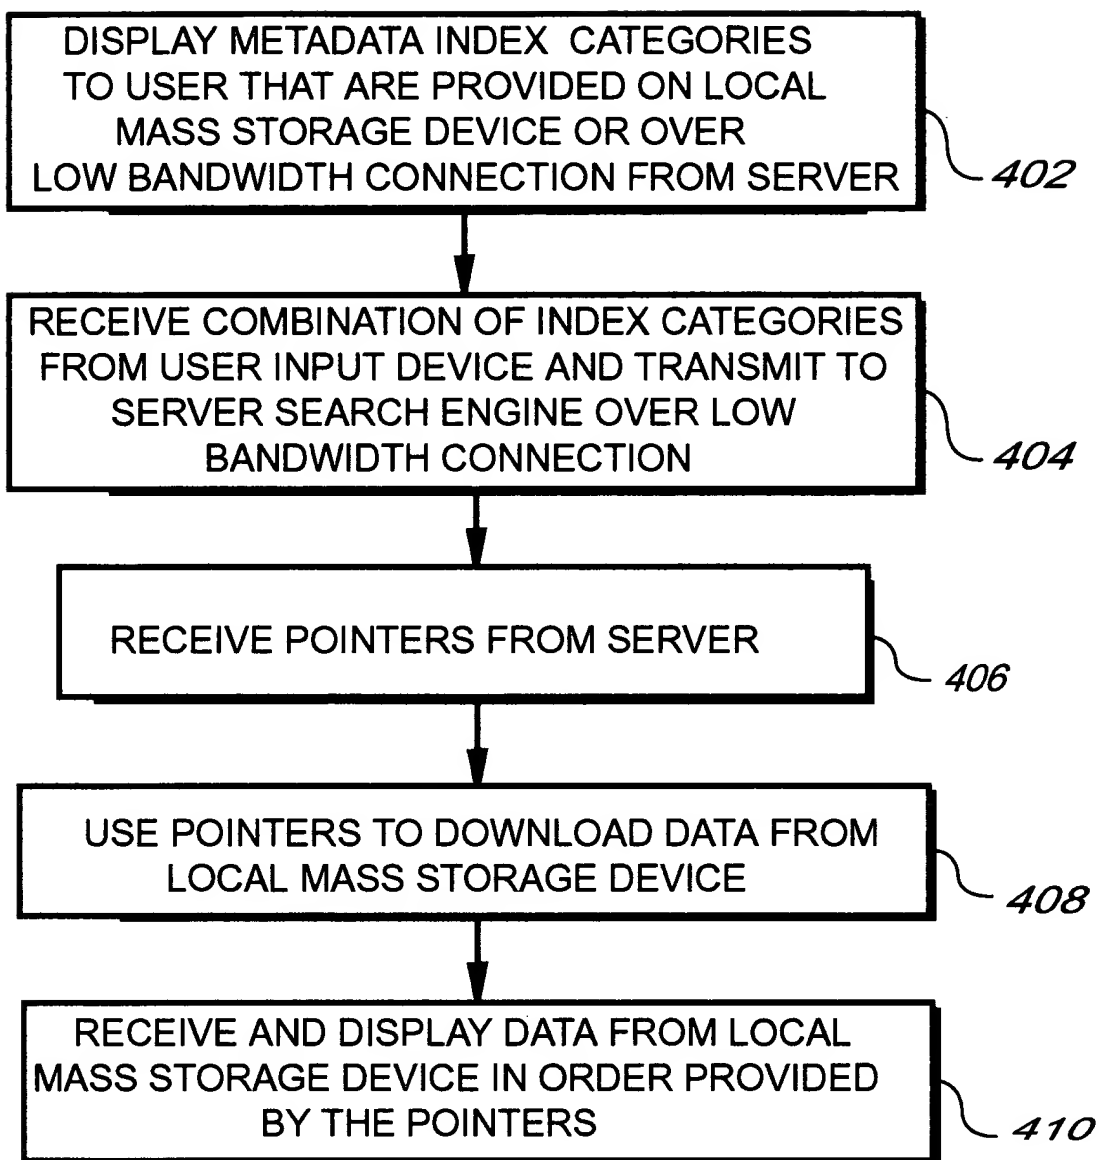 DISPLAY METADATA INDEX CATEGORIES
TO USER THAT ARE PROVIDED ON LOCAL
MASS STORAGE DEVICE OR OVER
LOW BANDWIDTH CONNECTION FROM SERVER
402
RECEIVE COMBINATION OF INDEX CATEGORIES
FROM USER INPUT DEVICE AND TRANSMIT TO
SERVER SEARCH ENGINE OVER LOW
BANDWIDTH CONNECTION
404
RECEIVE POINTERS FROM SERVER
406
USE POINTERS TO DOWNLOAD DATA FROM
LOCAL MASS STORAGE DEVICE
408
RECEIVE AND DISPLAY DATA FROM LOCAL
MASS STORAGE DEVICE IN ORDER PROVIDED
BY THE POINTERS
410